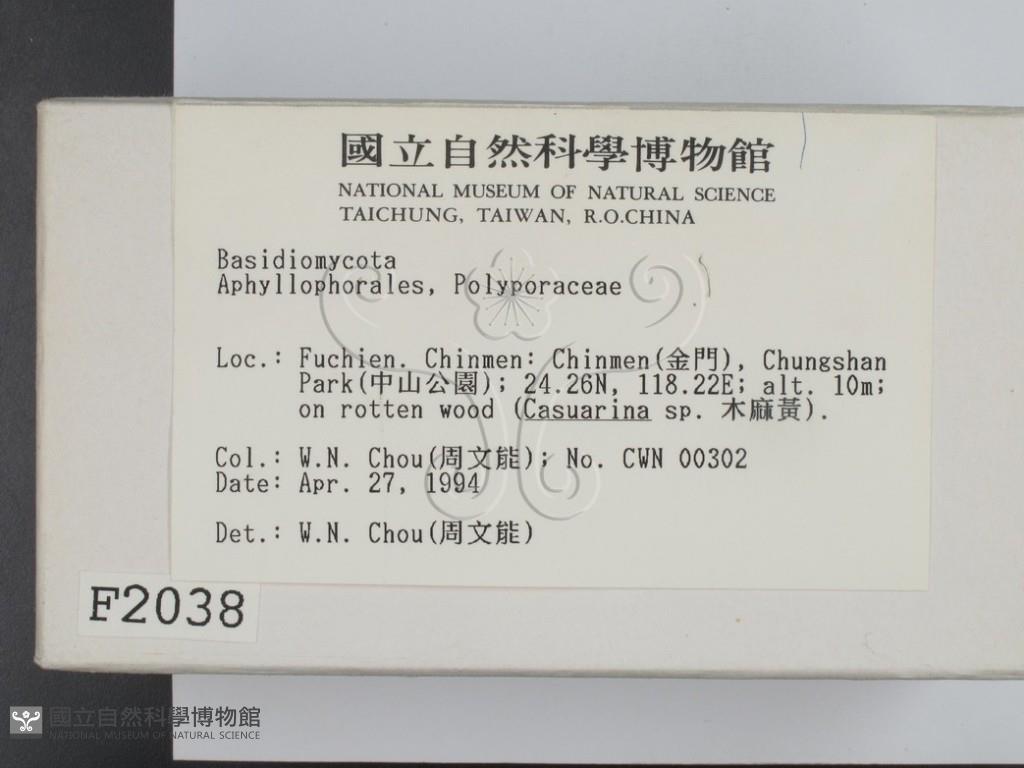 國立自然科學博物館
NATIONAL MUSEUM OF NATURAL SCIENCE
TAICHUNG, TAIWAN, R.O.CHINA
Basidiomycota
Aphyllophorales, Polyporaceae
Loc.: Fuchien. Chinmen: Chinmen(金門), Chungshan
Park(中山公園); 24.26N, 118.22E; alt. 10m;
on rotten wood (Casuarina sp. 木麻黃).
Col.: W.N. Chou(周文能); No. CWN 00302
Date: Apr. 27, 1994
Det.: W.N. Chou(周文能)
F2038
國立自然科學博物館
NATIONAL MUSEUM OF NATURAL SCIENCE